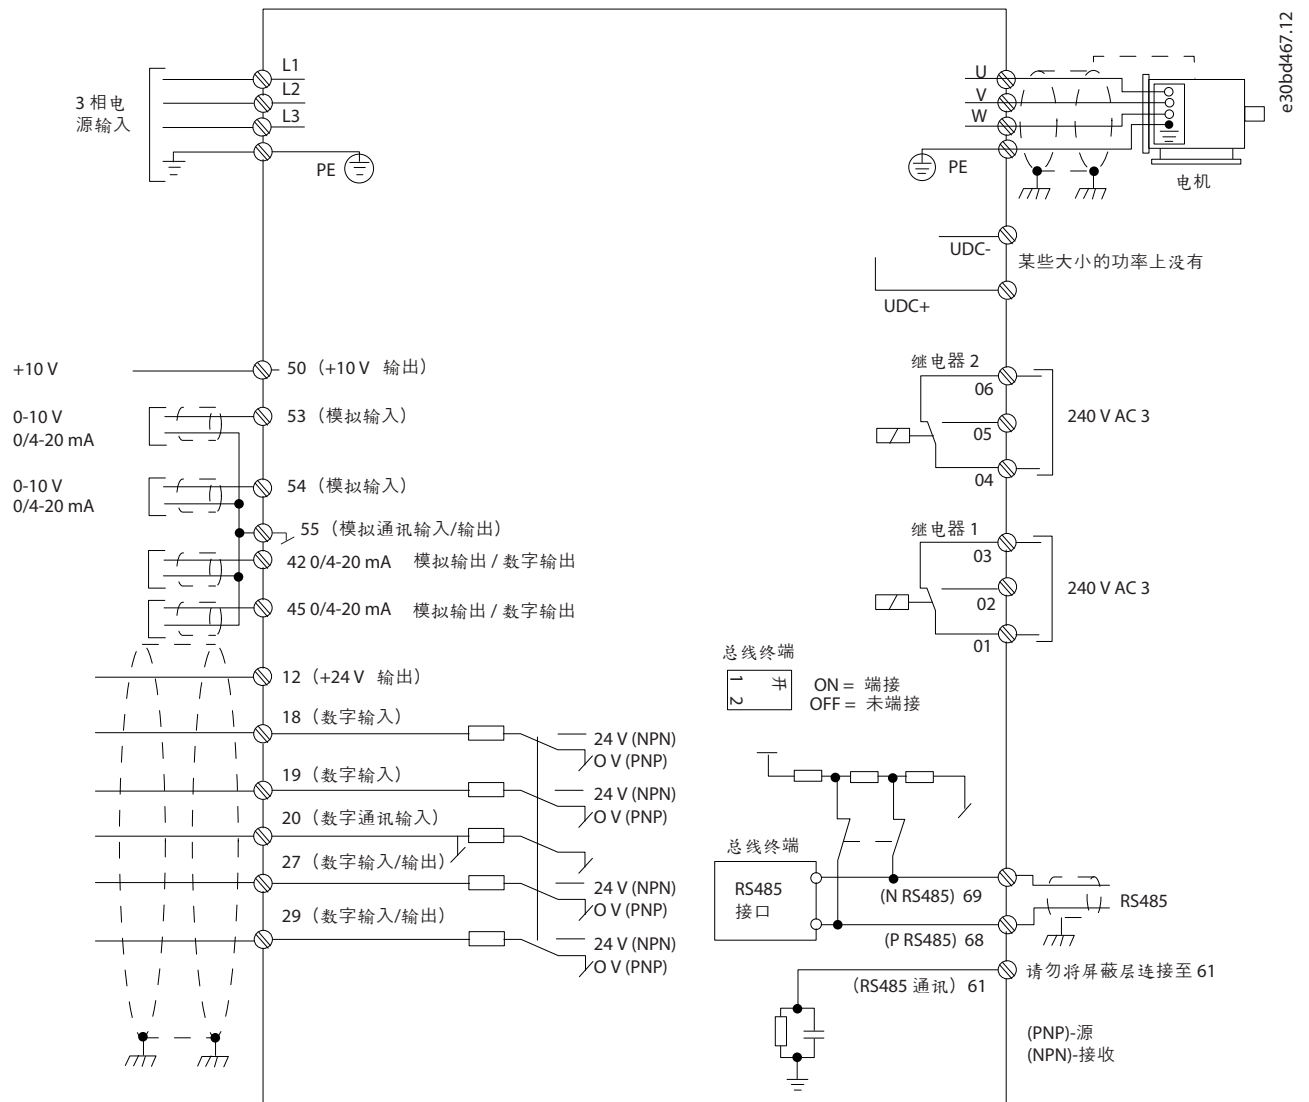 e30bd467.12
3 相电
源输入
L1
L2
L3
PE
U
V
W
PE
电机
UDC-
某些大小的功率上没有
UDC+
+10 V
50（+10 V 输出）
0-10 V
0/4-20 mA
53（模拟输入）
0-10 V
0/4-20 mA
54（模拟输入）
55（模拟通讯输入/输出）
42 0/4-20 mA 模拟输出 / 数字输出
45 0/4-20 mA 模拟输出 / 数字输出
12（+24 V 输出）
18（数字输入）
24 V (NPN)
O V (PNP)
19（数字输入）
24 V (NPN)
O V (PNP)
20（数字通讯输入）
27（数字输入/输出）
24 V (NPN)
O V (PNP)
29（数字输入/输出）
24 V (NPN)
O V (PNP)
继电器 2
06
05
04
240 V AC 3
继电器 1
03
02
01
240 V AC 3
总线终端
1
2
开
ON = 端接
OFF = 未端接
总线终端
RS485
接口
(N RS485) 69
(P RS485) 68
RS485
(RS485 通讯）61
请勿将屏蔽层连接至 61
(PNP)-源
(NPN)-接收